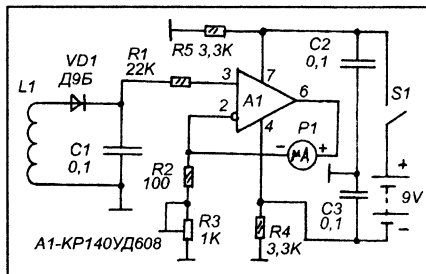 R5 3,3K
C2
0,1
VD1
Д9Б
R1
22K
L1
3
7
A1
6
2
4
S1
P1
- μA +
C1
0,1
R2
100
+
9V
-
C3
0,1
R3
1K
R4
3,3K
A1-КР140УД608